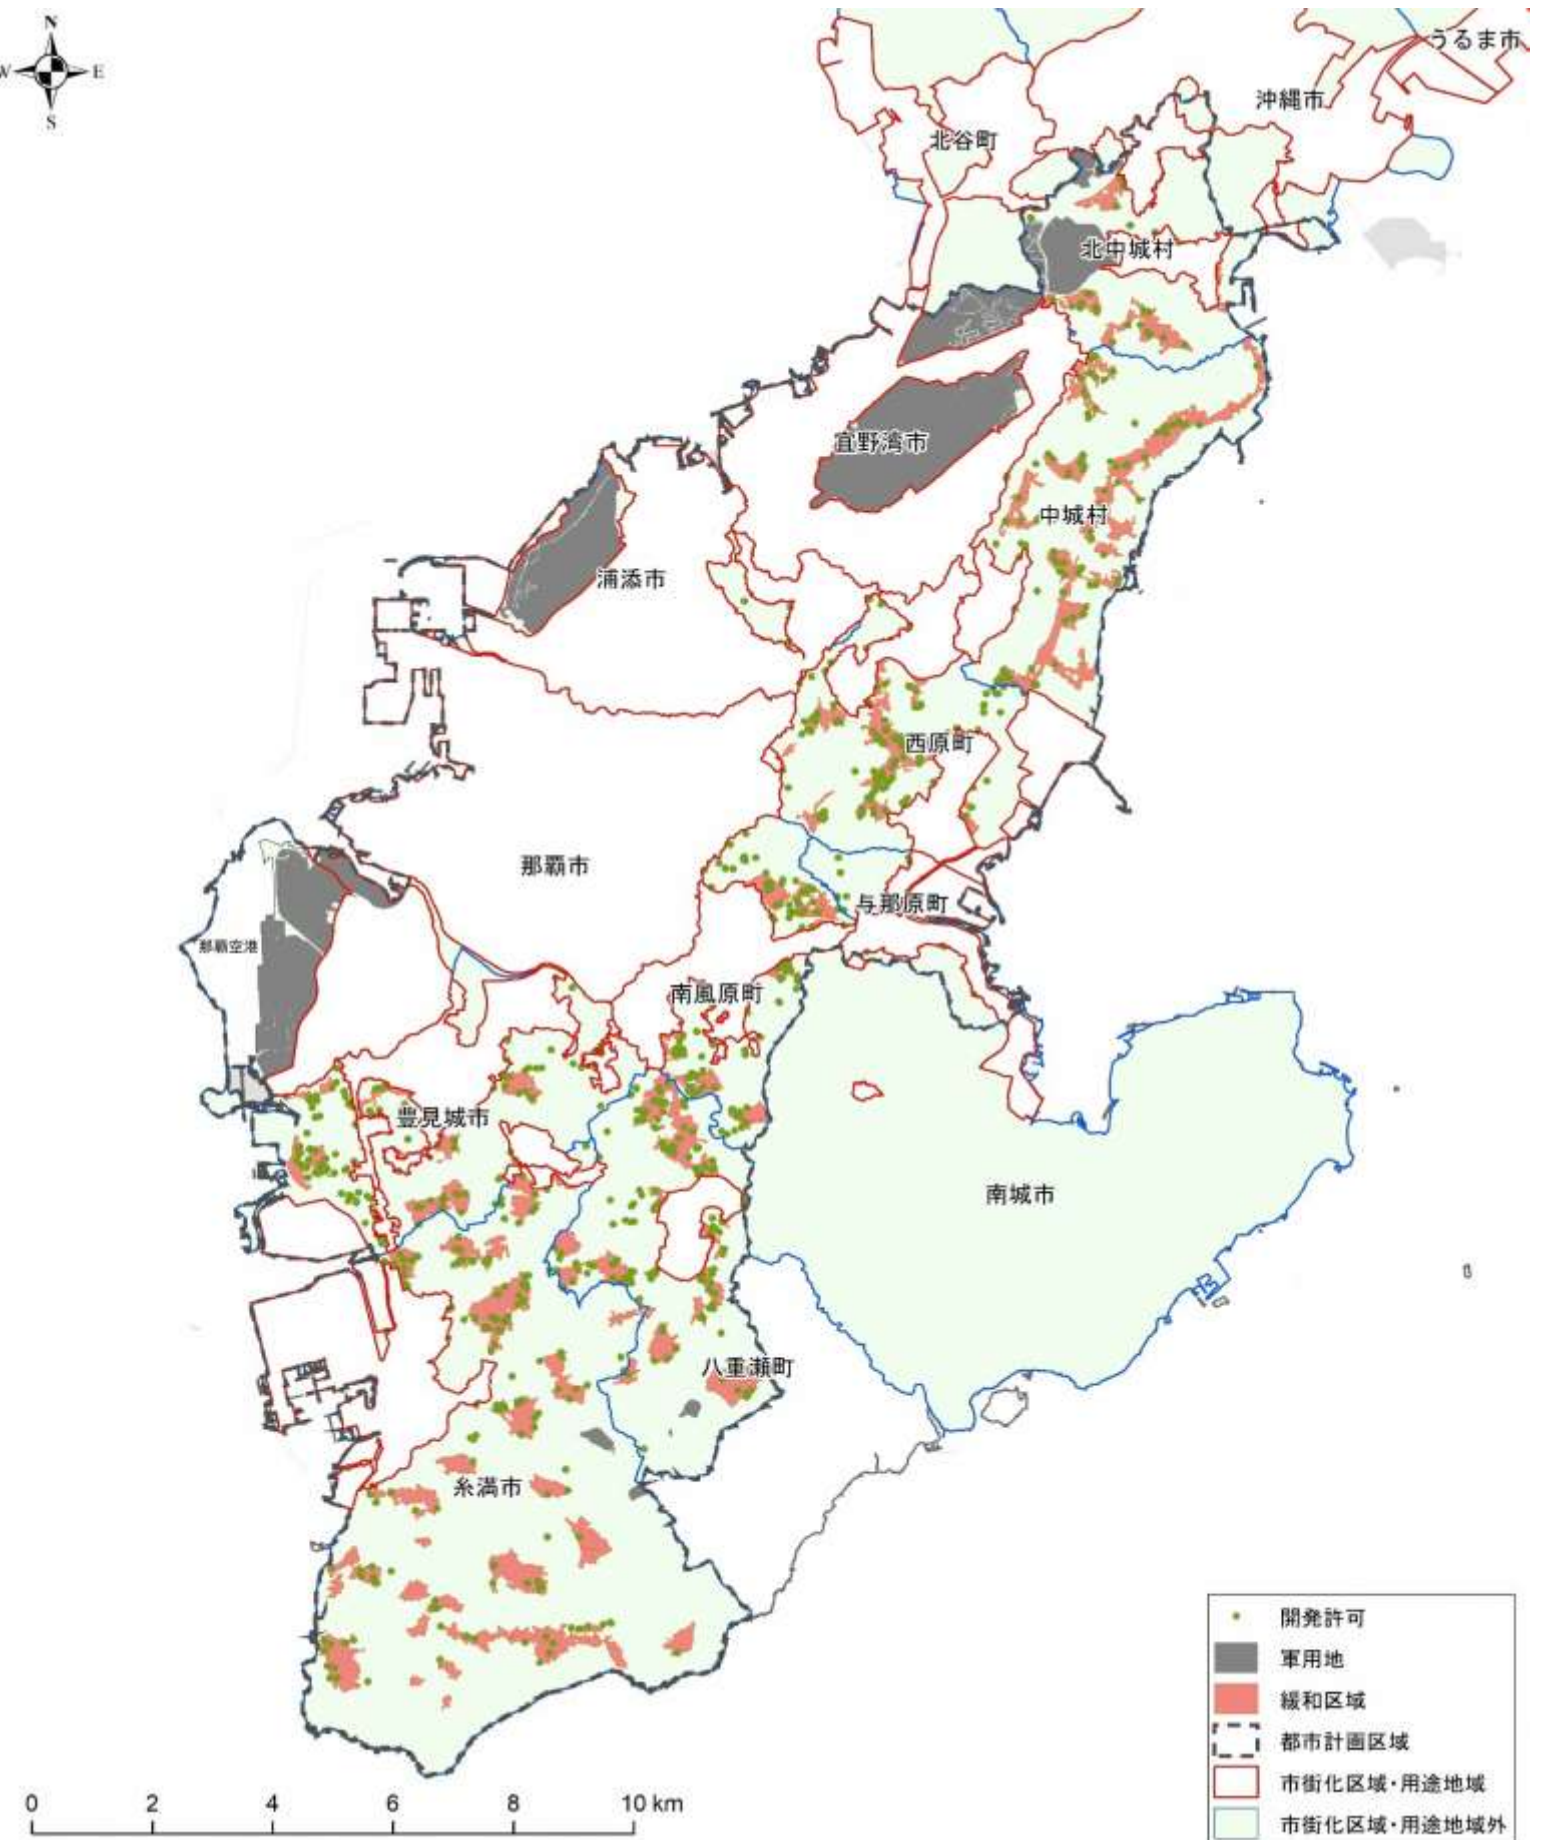 N
W
E
S
うるま市
沖縄市
北谷町
北中城村
宜野湾市
中城村
浦添市
西原町
那覇市
与那原町
那覇空港
南風原町
豊見城市
南城市
八重瀬町
糸満市
開発許可
軍用地
緩和区域
都市計画区域
市街化区域・用途地域
市街化区域・用途地域外
0 2 4 6 8 10 km